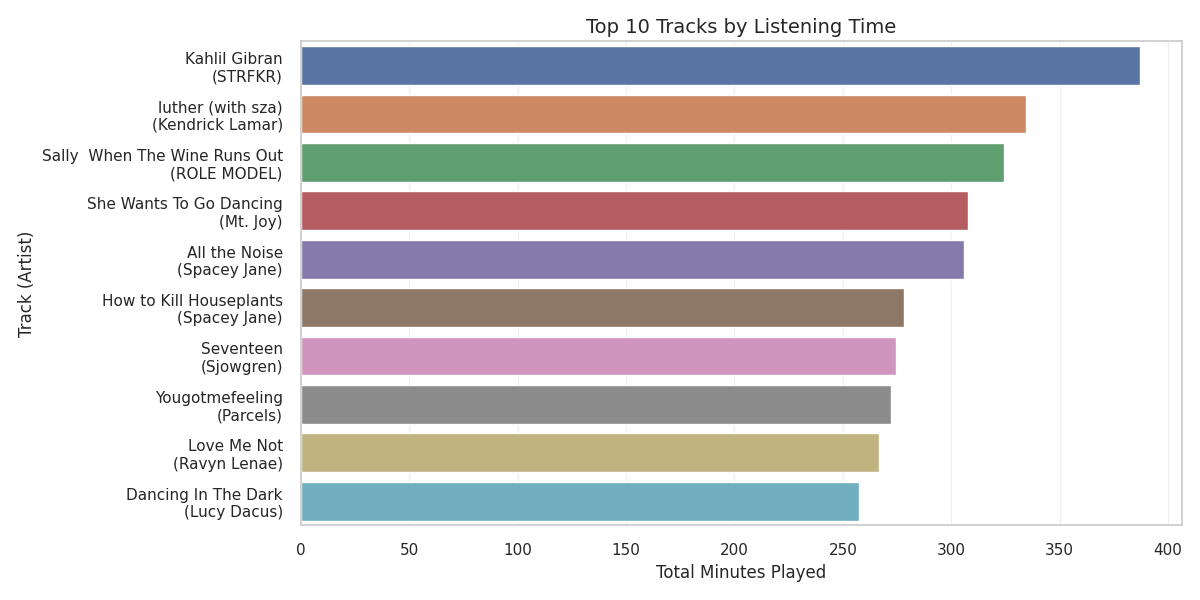 Top 10 Tracks by Listening Time
Kahlil Gibran
(STRFKR)
luther (with sza)
(Kendrick Lamar)
Sally  When The Wine Runs Out
(ROLE MODEL)
She Wants To Go Dancing
(Mt. Joy)
All the Noise
(Spacey Jane)
How to Kill Houseplants
(Spacey Jane)
Seventeen
(Sjowgren)
Yougotmefeeling
(Parcels)
Love Me Not
(Ravyn Lenae)
Dancing In The Dark
(Lucy Dacus)
Track (Artist)
0 50 100 150 200 250 300 350 400
Total Minutes Played